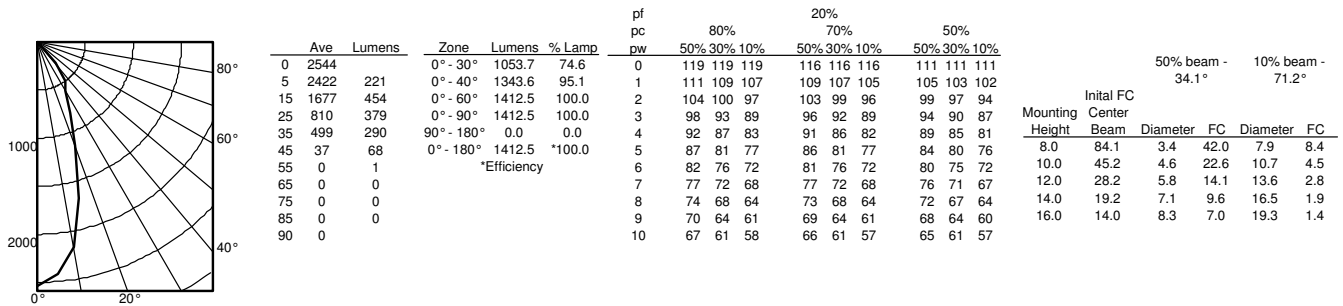 1000
2000
80°
60°
40°
0°
20°
Ave Lumens
0 2544
5 2422 221
15 1677 454
25 810 379
35 499 290
45 37 68
55 0 1
65 0 0
75 0 0
85 0 0
90 0
Zone Lumens % Lamp
0° - 30° 1053.7 74.6
0° - 40° 1343.6 95.1
0° - 60° 1412.5 100.0
0° - 90° 1412.5 100.0
90° - 180° 0.0 0.0
0° - 180° 1412.5 *100.0
*Efficiency
pf 20%
pc 80% 70% 50%
pw 50% 30% 10% 50% 30% 10% 50% 30% 10%
0 119 119 119 116 116 116 111 111 111
1 111 109 107 109 107 105 105 103 102
2 104 100 97 103 99 96 99 97 94
3 98 93 89 96 92 89 94 90 87
4 92 87 83 91 86 82 89 85 81
5 87 81 77 86 81 77 84 80 76
6 82 76 72 81 76 72 80 75 72
7 77 72 68 77 72 68 76 71 67
8 74 68 64 73 68 64 72 67 64
9 70 64 61 69 64 61 68 64 60
10 67 61 58 66 61 57 65 61 57
50% beam - 10% beam -
34.1° 71.2°
Inital FC
Mounting Center
Height Beam Diameter FC Diameter FC
8.0 84.1 3.4 42.0 7.9 8.4
10.0 45.2 4.6 22.6 10.7 4.5
12.0 28.2 5.8 14.1 13.6 2.8
14.0 19.2 7.1 9.6 16.5 1.9
16.0 14.0 8.3 7.0 19.3 1.4